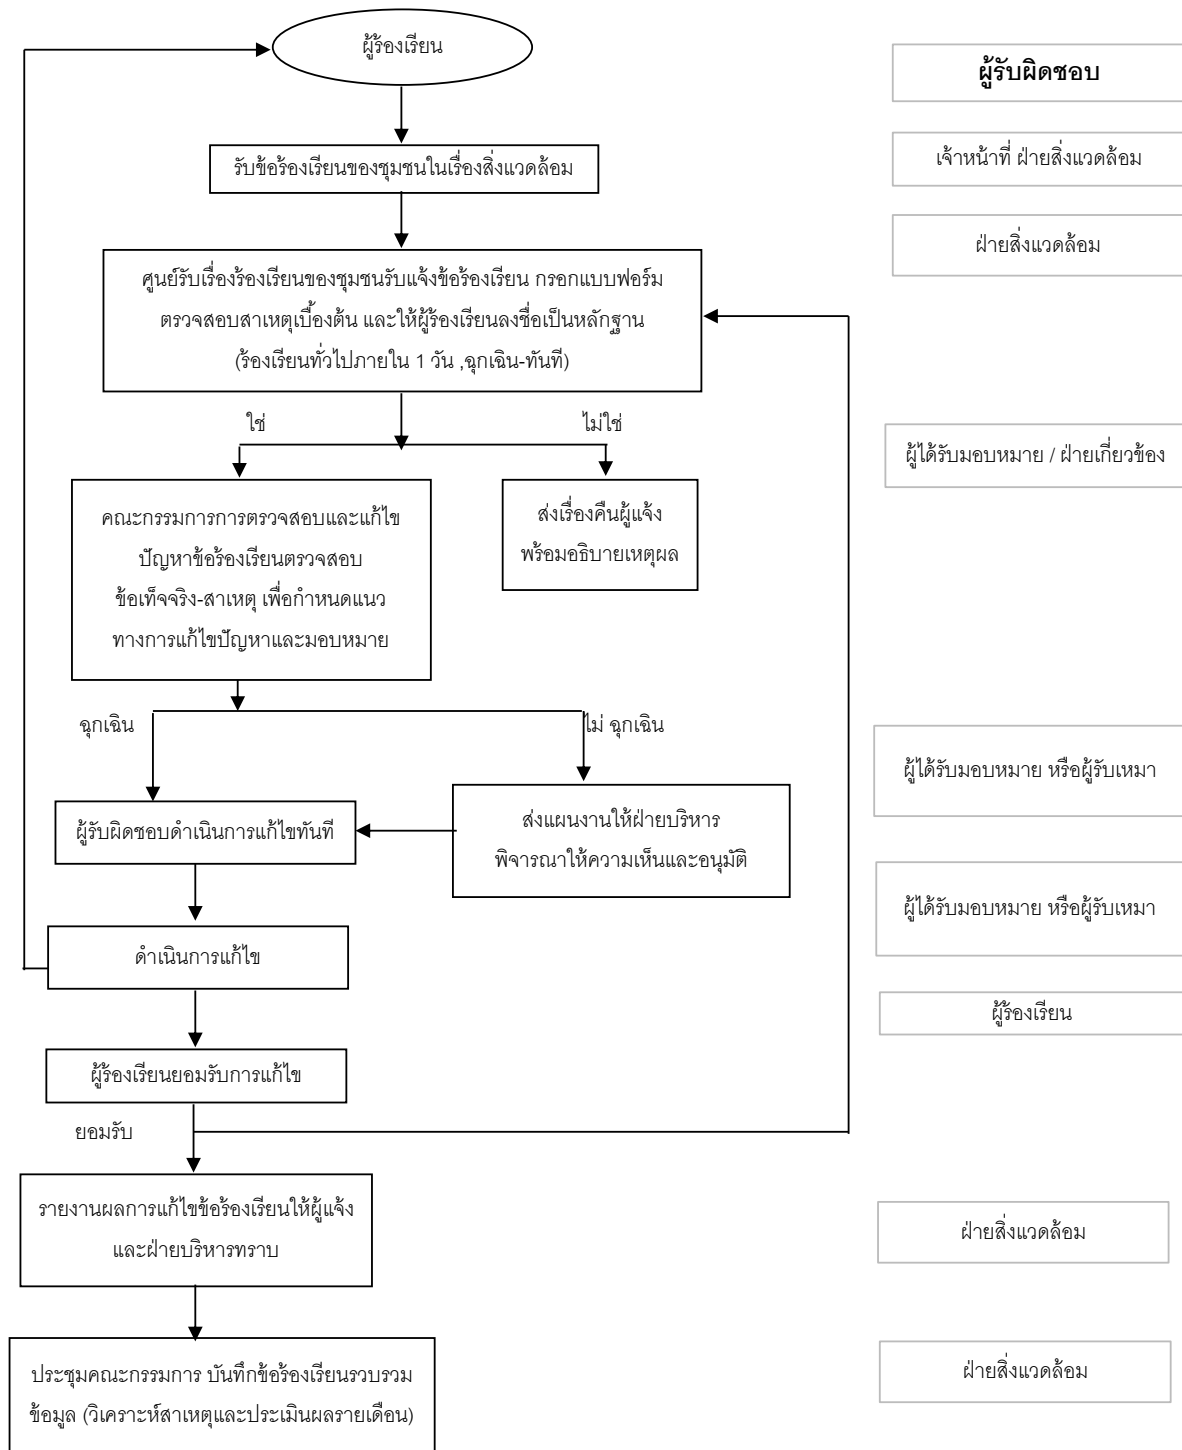 ผู้ร้องเรียน
ผู้รับผิดชอบ
รับข้อร้องเรียนของชุมชนในเรื่องสิ่งแวดล้อม
เจ้าหน้าที่ ฝ่ายสิ่งแวดล้อม
ฝ่ายสิ่งแวดล้อม
ศูนย์รับเรื่องร้องเรียนของชุมชนรับแจ้งข้อร้องเรียน กรอกแบบฟอร์ม
ตรวจสอบสาเหตุเบื้องต้น และให้ผู้ร้องเรียนลงชื่อเป็นหลักฐาน
(ร้องเรียนทั่วไปภายใน 1 วัน ,ฉุกเฉิน-ทันที)
ใช่
ไม่ใช่
ผู้ได้รับมอบหมาย / ฝ่ายเกี่ยวข้อง
คณะกรรมการการตรวจสอบและแก้ไข
ปัญหาข้อร้องเรียนตรวจสอบ
ข้อเท็จจริง-สาเหตุ เพื่อกำหนดแนว
ทางการแก้ไขปัญหาและมอบหมาย
ส่งเรื่องคืนผู้แจ้ง
พร้อมอธิบายเหตุผล
ฉุกเฉิน
ไม่ ฉุกเฉิน
ผู้ได้รับมอบหมาย หรือผู้รับเหมา
ผู้รับผิดชอบดำเนินการแก้ไขทันที
ส่งแผนงานให้ฝ่ายบริหาร
พิจารณาให้ความเห็นและอนุมัติ
ผู้ได้รับมอบหมาย หรือผู้รับเหมา
ดำเนินการแก้ไข
ผู้ร้องเรียน
ผู้ร้องเรียนยอมรับการแก้ไข
ยอมรับ
รายงานผลการแก้ไขข้อร้องเรียนให้ผู้แจ้ง
และฝ่ายบริหารทราบ
ฝ่ายสิ่งแวดล้อม
ประชุมคณะกรรมการ บันทึกข้อร้องเรียนรวบรวม
ข้อมูล (วิเคราะห์สาเหตุและประเมินผลรายเดือน)
ฝ่ายสิ่งแวดล้อม